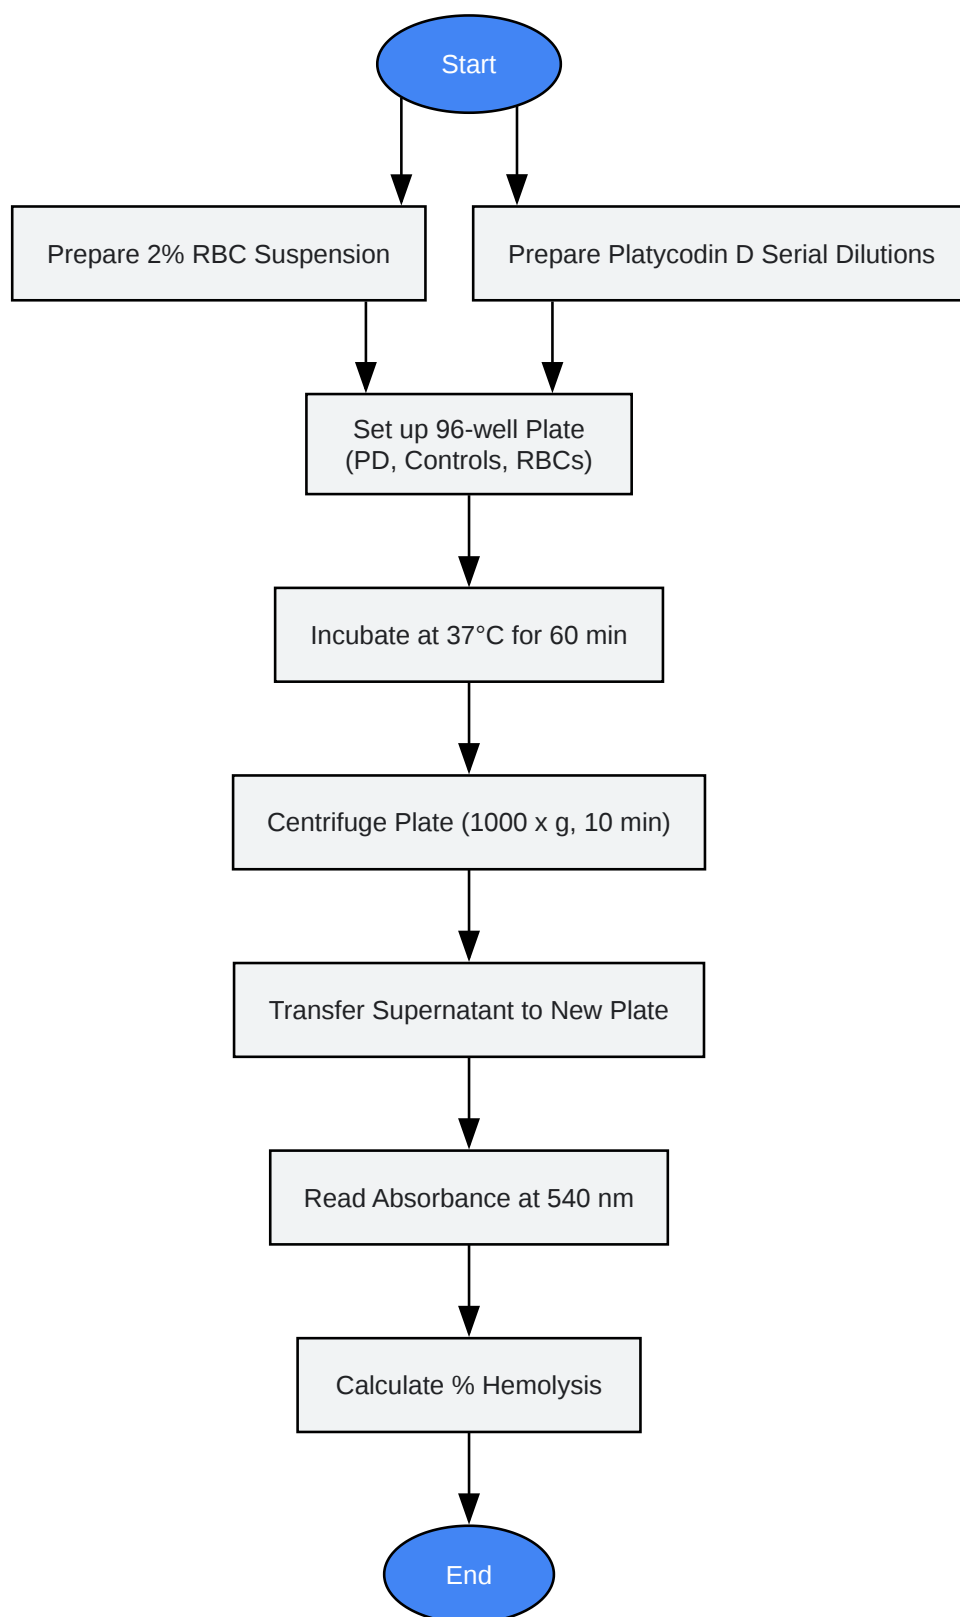 Start
Prepare 2% RBC Suspension
Prepare Platycodin D Serial Dilutions
Set up 96-well Plate
(PD, Controls, RBCs)
Incubate at 37°C for 60 min
Centrifuge Plate (1000 x g, 10 min)
Transfer Supernatant to New Plate
Read Absorbance at 540 nm
Calculate % Hemolysis
End